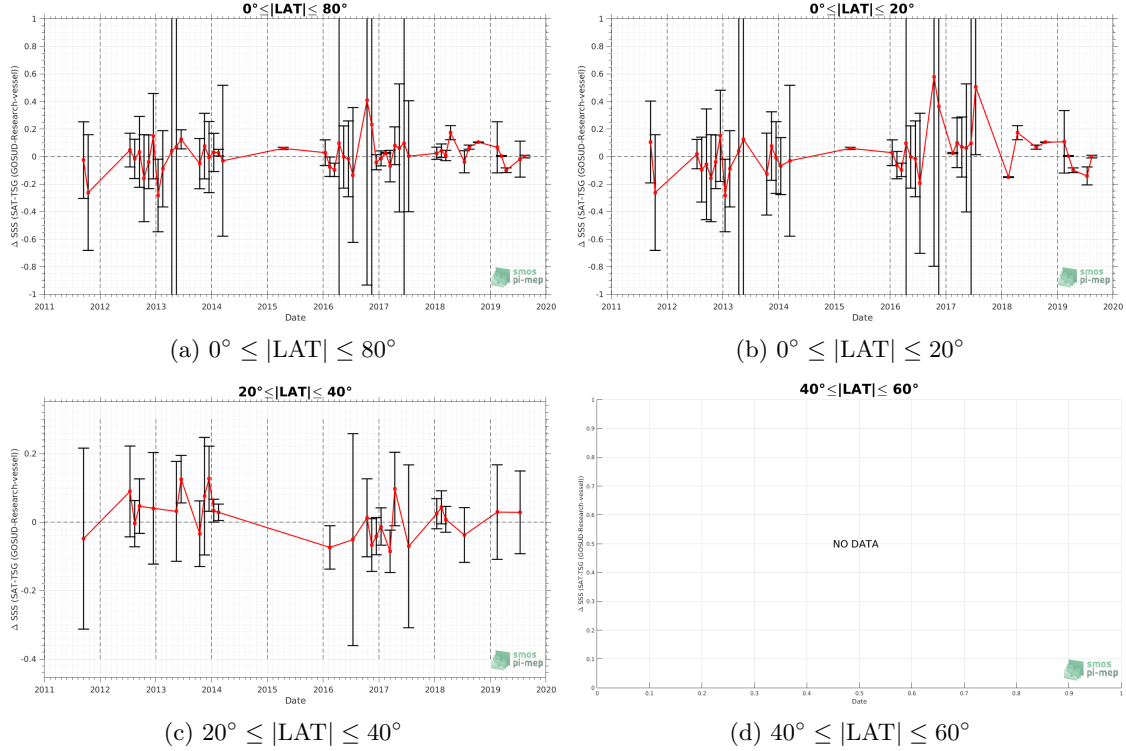 0°≤|LAT|≤ 80°
Δ SSS (SAT-TSG (GOSUD-Research-vessel))
1
0.8
0.6
0.4
0.2
0
-0.2
-0.4
-0.6
-0.8
-1
2011 2012 2013 2014 2015 2016 2017 2018 2019 2020
Date
smos
pi-mep
(a) 0° ≤ |LAT| ≤ 80°
0°≤|LAT|≤ 20°
Δ SSS (SAT-TSG (GOSUD-Research-vessel))
1
0.8
0.6
0.4
0.2
0
-0.2
-0.4
-0.6
-0.8
-1
2011 2012 2013 2014 2015 2016 2017 2018 2019 2020
Date
smos
pi-mep
(b) 0° ≤ |LAT| ≤ 20°
20°≤|LAT|≤ 40°
Δ SSS (SAT-TSG (GOSUD-Research-vessel))
0.2
0
-0.2
-0.4
2011 2012 2013 2014 2015 2016 2017 2018 2019 2020
Date
smos
pi-mep
(c) 20° ≤ |LAT| ≤ 40°
40°≤|LAT|≤ 60°
Δ SSS (SAT-TSG (GOSUD-Research-vessel))
1
0.9
0.8
0.7
0.6
0.5
0.4
0.3
0.2
0.1
0
NO DATA
0 0.1 0.2 0.3 0.4 0.5 0.6 0.7 0.8 0.9 1
Date
smos
pi-mep
(d) 40° ≤ |LAT| ≤ 60°